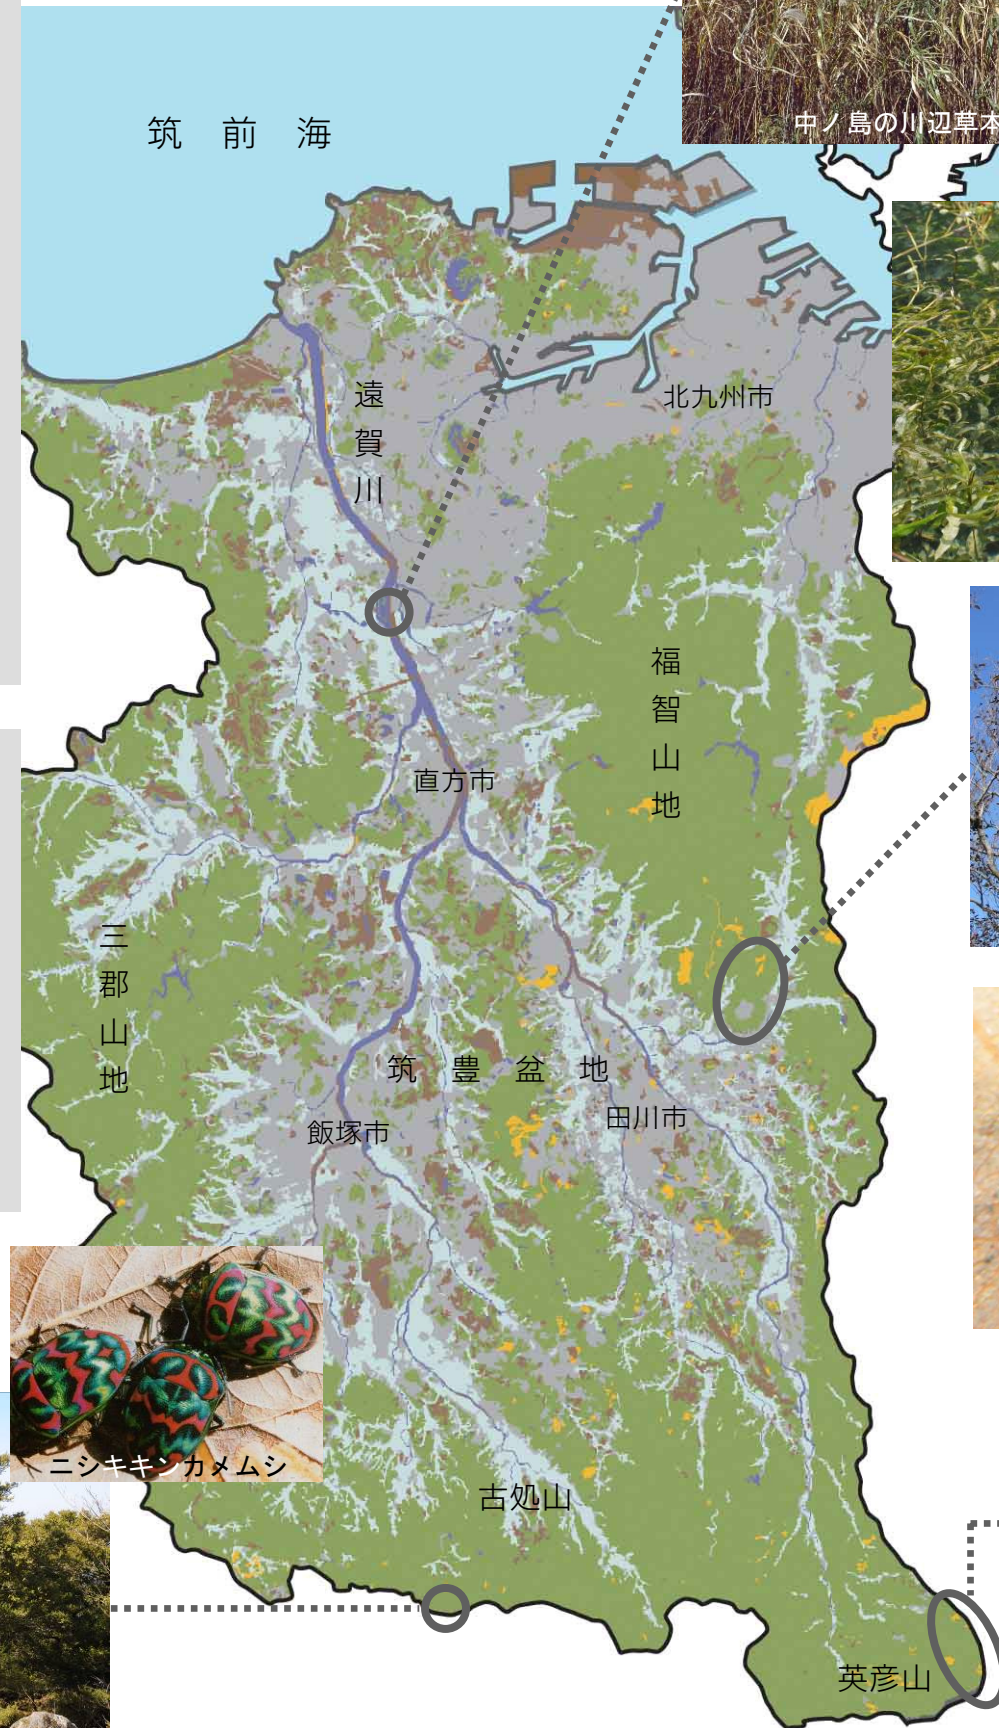 中ノ島の川辺草本
筑前海
遠賀川
北九州市
福智山地
直方市
三郡山地
筑豊盆地
田川市
飯塚市
ニシキキンカメムシ
古処山
英彦山